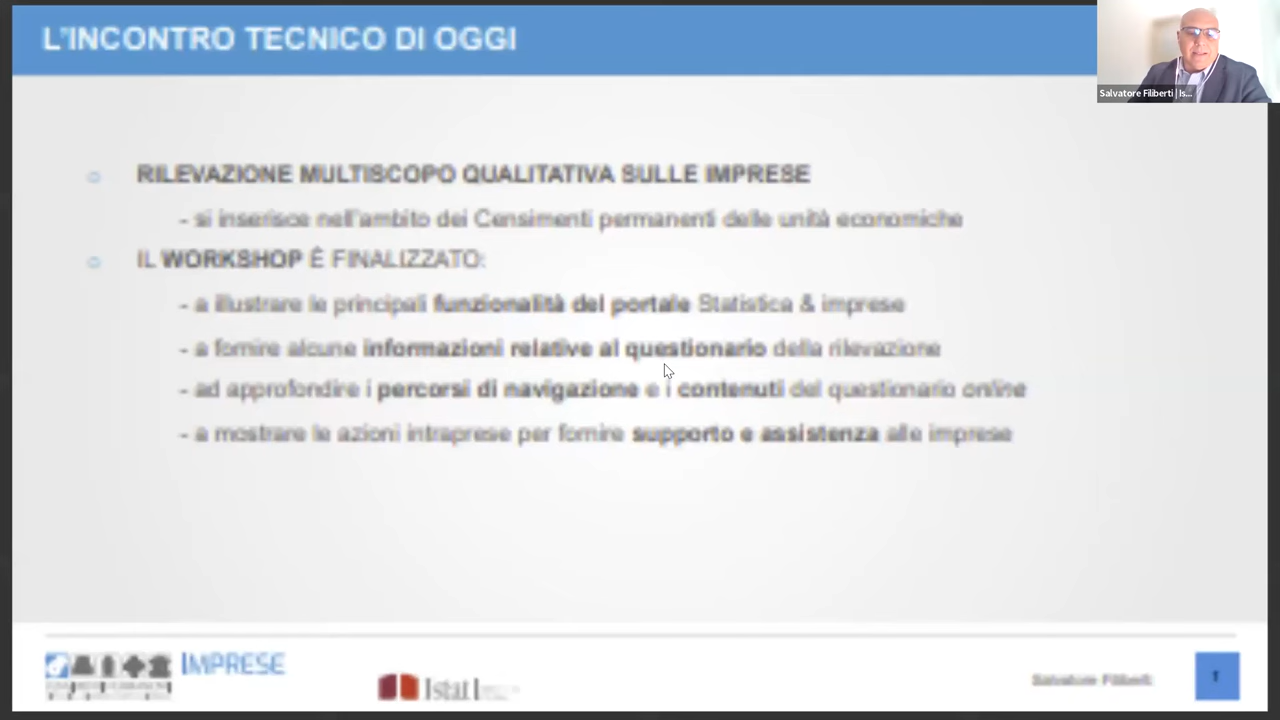 L'INCONTRO TECNICO DI OGGI
Salvatore Filiberti | Is...
RILEVAZIONE MULTISCOPO QUALITATIVA SULLE IMPRESE
- si inserisce nell'ambito dei Censimenti permanenti delle unità economiche
IL WORKSHOP È FINALIZZATO:
- a illustrare le principali funzionalità del portale Statistica & imprese
- a fornire alcune informazioni relative al questionario della rilevazione
- ad approfondire i percorsi di navigazione e i contenuti del questionario online
- a mostrare le azioni intraprese per fornire supporto e assistenza alle imprese
IMPRESE
Istat
Salvatore Filiberti